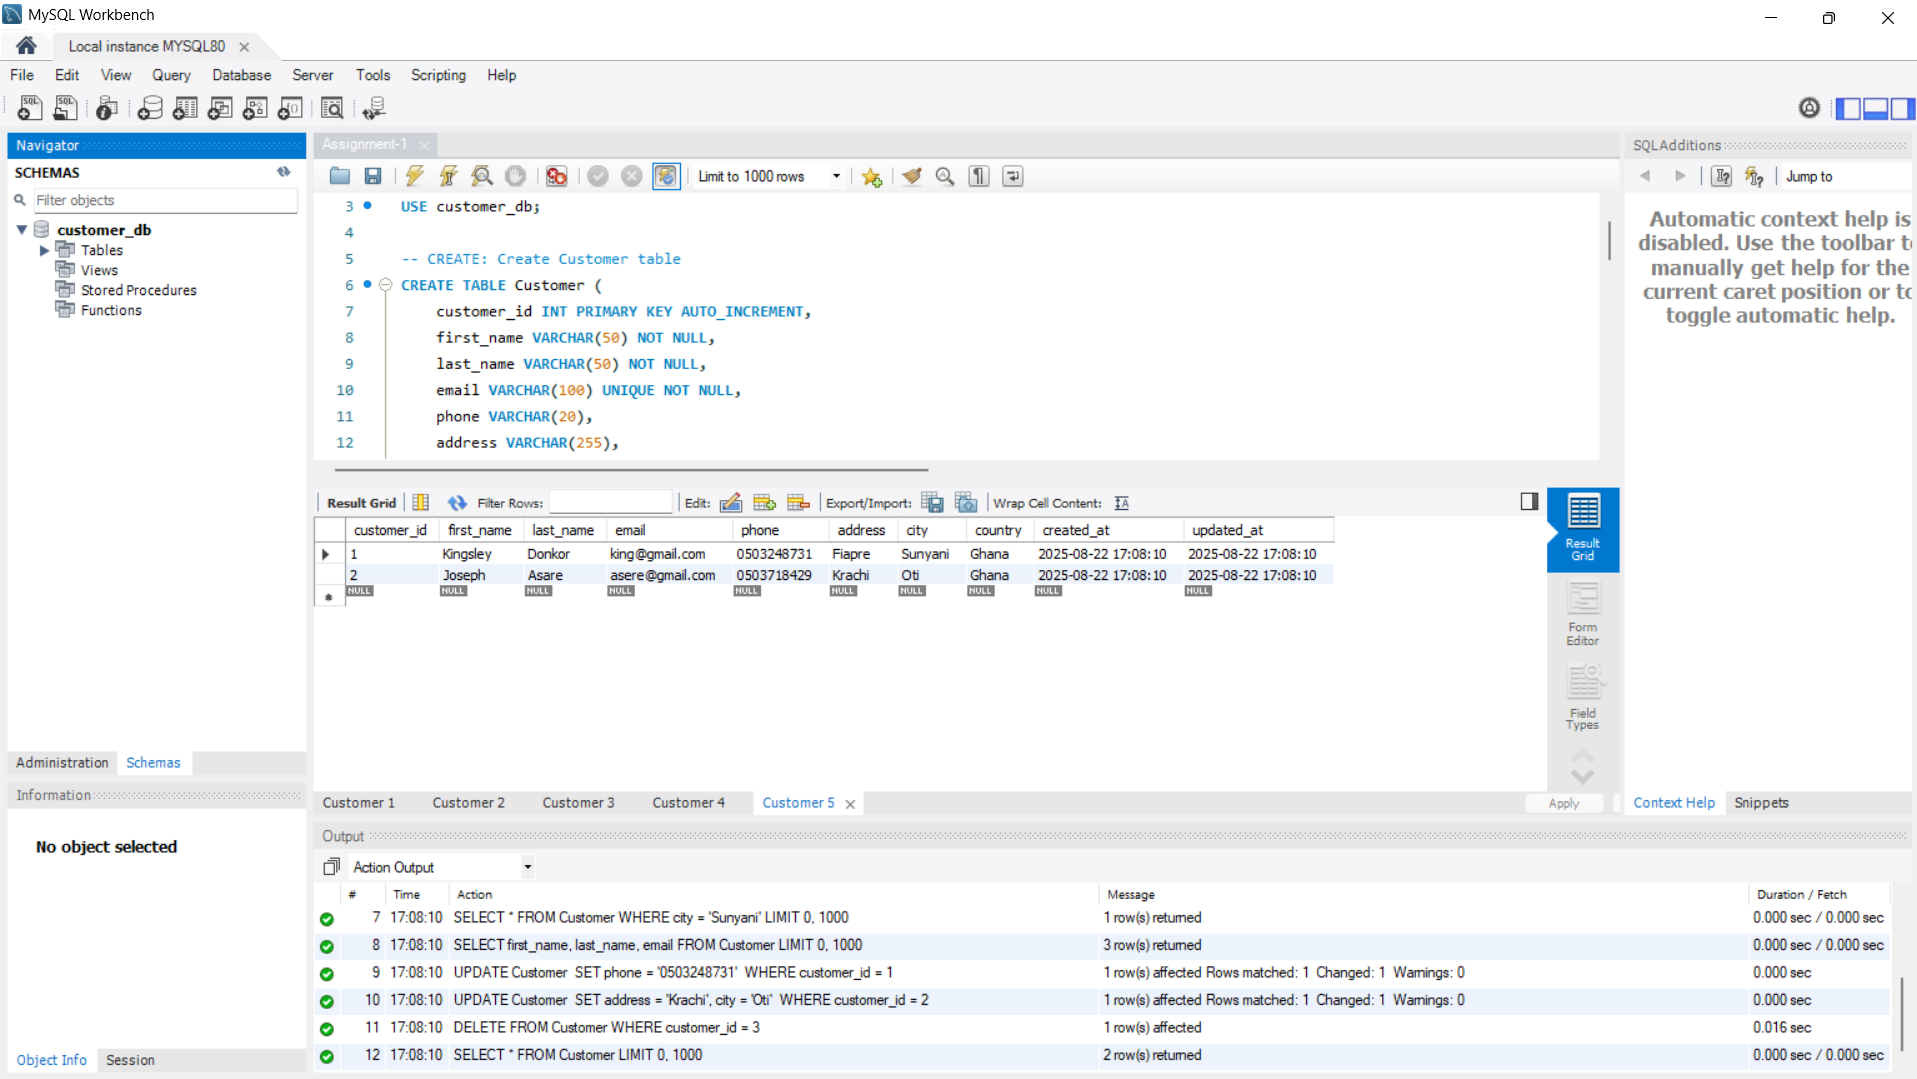 MySQL Workbench
Local instance MYSQL80
File Edit View Query Database Server Tools Scripting Help
Navigator
SCHEMAS
Filter objects
customer_db
Tables
Views
Stored Procedures
Functions
Administration Schemas
Information
No object selected
Object Info Session
Assignment-1
Limit to 1000 rows
3 USE customer_db;
4
5 -- CREATE: Create Customer table
6 CREATE TABLE Customer (
7 customer_id INT PRIMARY KEY AUTO_INCREMENT,
8 first_name VARCHAR(50) NOT NULL,
9 last_name VARCHAR(50) NOT NULL,
10 email VARCHAR(100) UNIQUE NOT NULL,
11 phone VARCHAR(20),
12 address VARCHAR(255),
Result Grid Filter Rows: Edit: Export/Import: Wrap Cell Content:
customer_id first_name last_name email phone address city country created_at updated_at
1 Kingsley Donkor king@gmail.com 0503248731 Fiapre Sunyani Ghana 2025-08-22 17:08:10 2025-08-22 17:08:10
2 Joseph Asare asere@gmail.com 0503718429 Krachi Oti Ghana 2025-08-22 17:08:10 2025-08-22 17:08:10
NULL NULL NULL NULL NULL NULL NULL NULL NULL NULL
Result
Grid
Form
Editor
Field
Types
Customer 1 Customer 2 Customer 3 Customer 4 Customer 5
Apply
SQLAdditions
Jump to
Automatic context help is
disabled. Use the toolbar to
manually get help for the
current caret position or to
toggle automatic help.
Context Help Snippets
Output
Action Output
# Time Action Message Duration / Fetch
7 17:08:10 SELECT * FROM Customer WHERE city = 'Sunyani' LIMIT 0, 1000 1 row(s) returned 0.000 sec / 0.000 sec
8 17:08:10 SELECT first_name, last_name, email FROM Customer LIMIT 0, 1000 3 row(s) returned 0.000 sec / 0.000 sec
9 17:08:10 UPDATE Customer SET phone = '0503248731' WHERE customer_id = 1 1 row(s) affected Rows matched: 1 Changed: 1 Warnings: 0 0.000 sec
10 17:08:10 UPDATE Customer SET address = 'Krachi', city = 'Oti' WHERE customer_id = 2 1 row(s) affected Rows matched: 1 Changed: 1 Warnings: 0 0.000 sec
11 17:08:10 DELETE FROM Customer WHERE customer_id = 3 1 row(s) affected 0.016 sec
12 17:08:10 SELECT * FROM Customer LIMIT 0, 1000 2 row(s) returned 0.000 sec / 0.000 sec